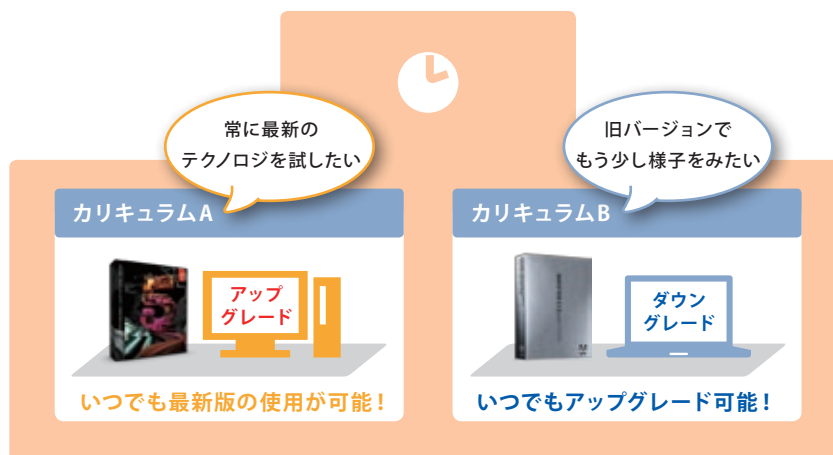 常に最新の
テクノロジを試したい
旧バージョンで
もう少し様子をみたい
カリキュラムA
カリキュラムB
アップ
グレード
ダウン
グレード
いつでも最新版の使用が可能！
いつでもアップグレード可能！